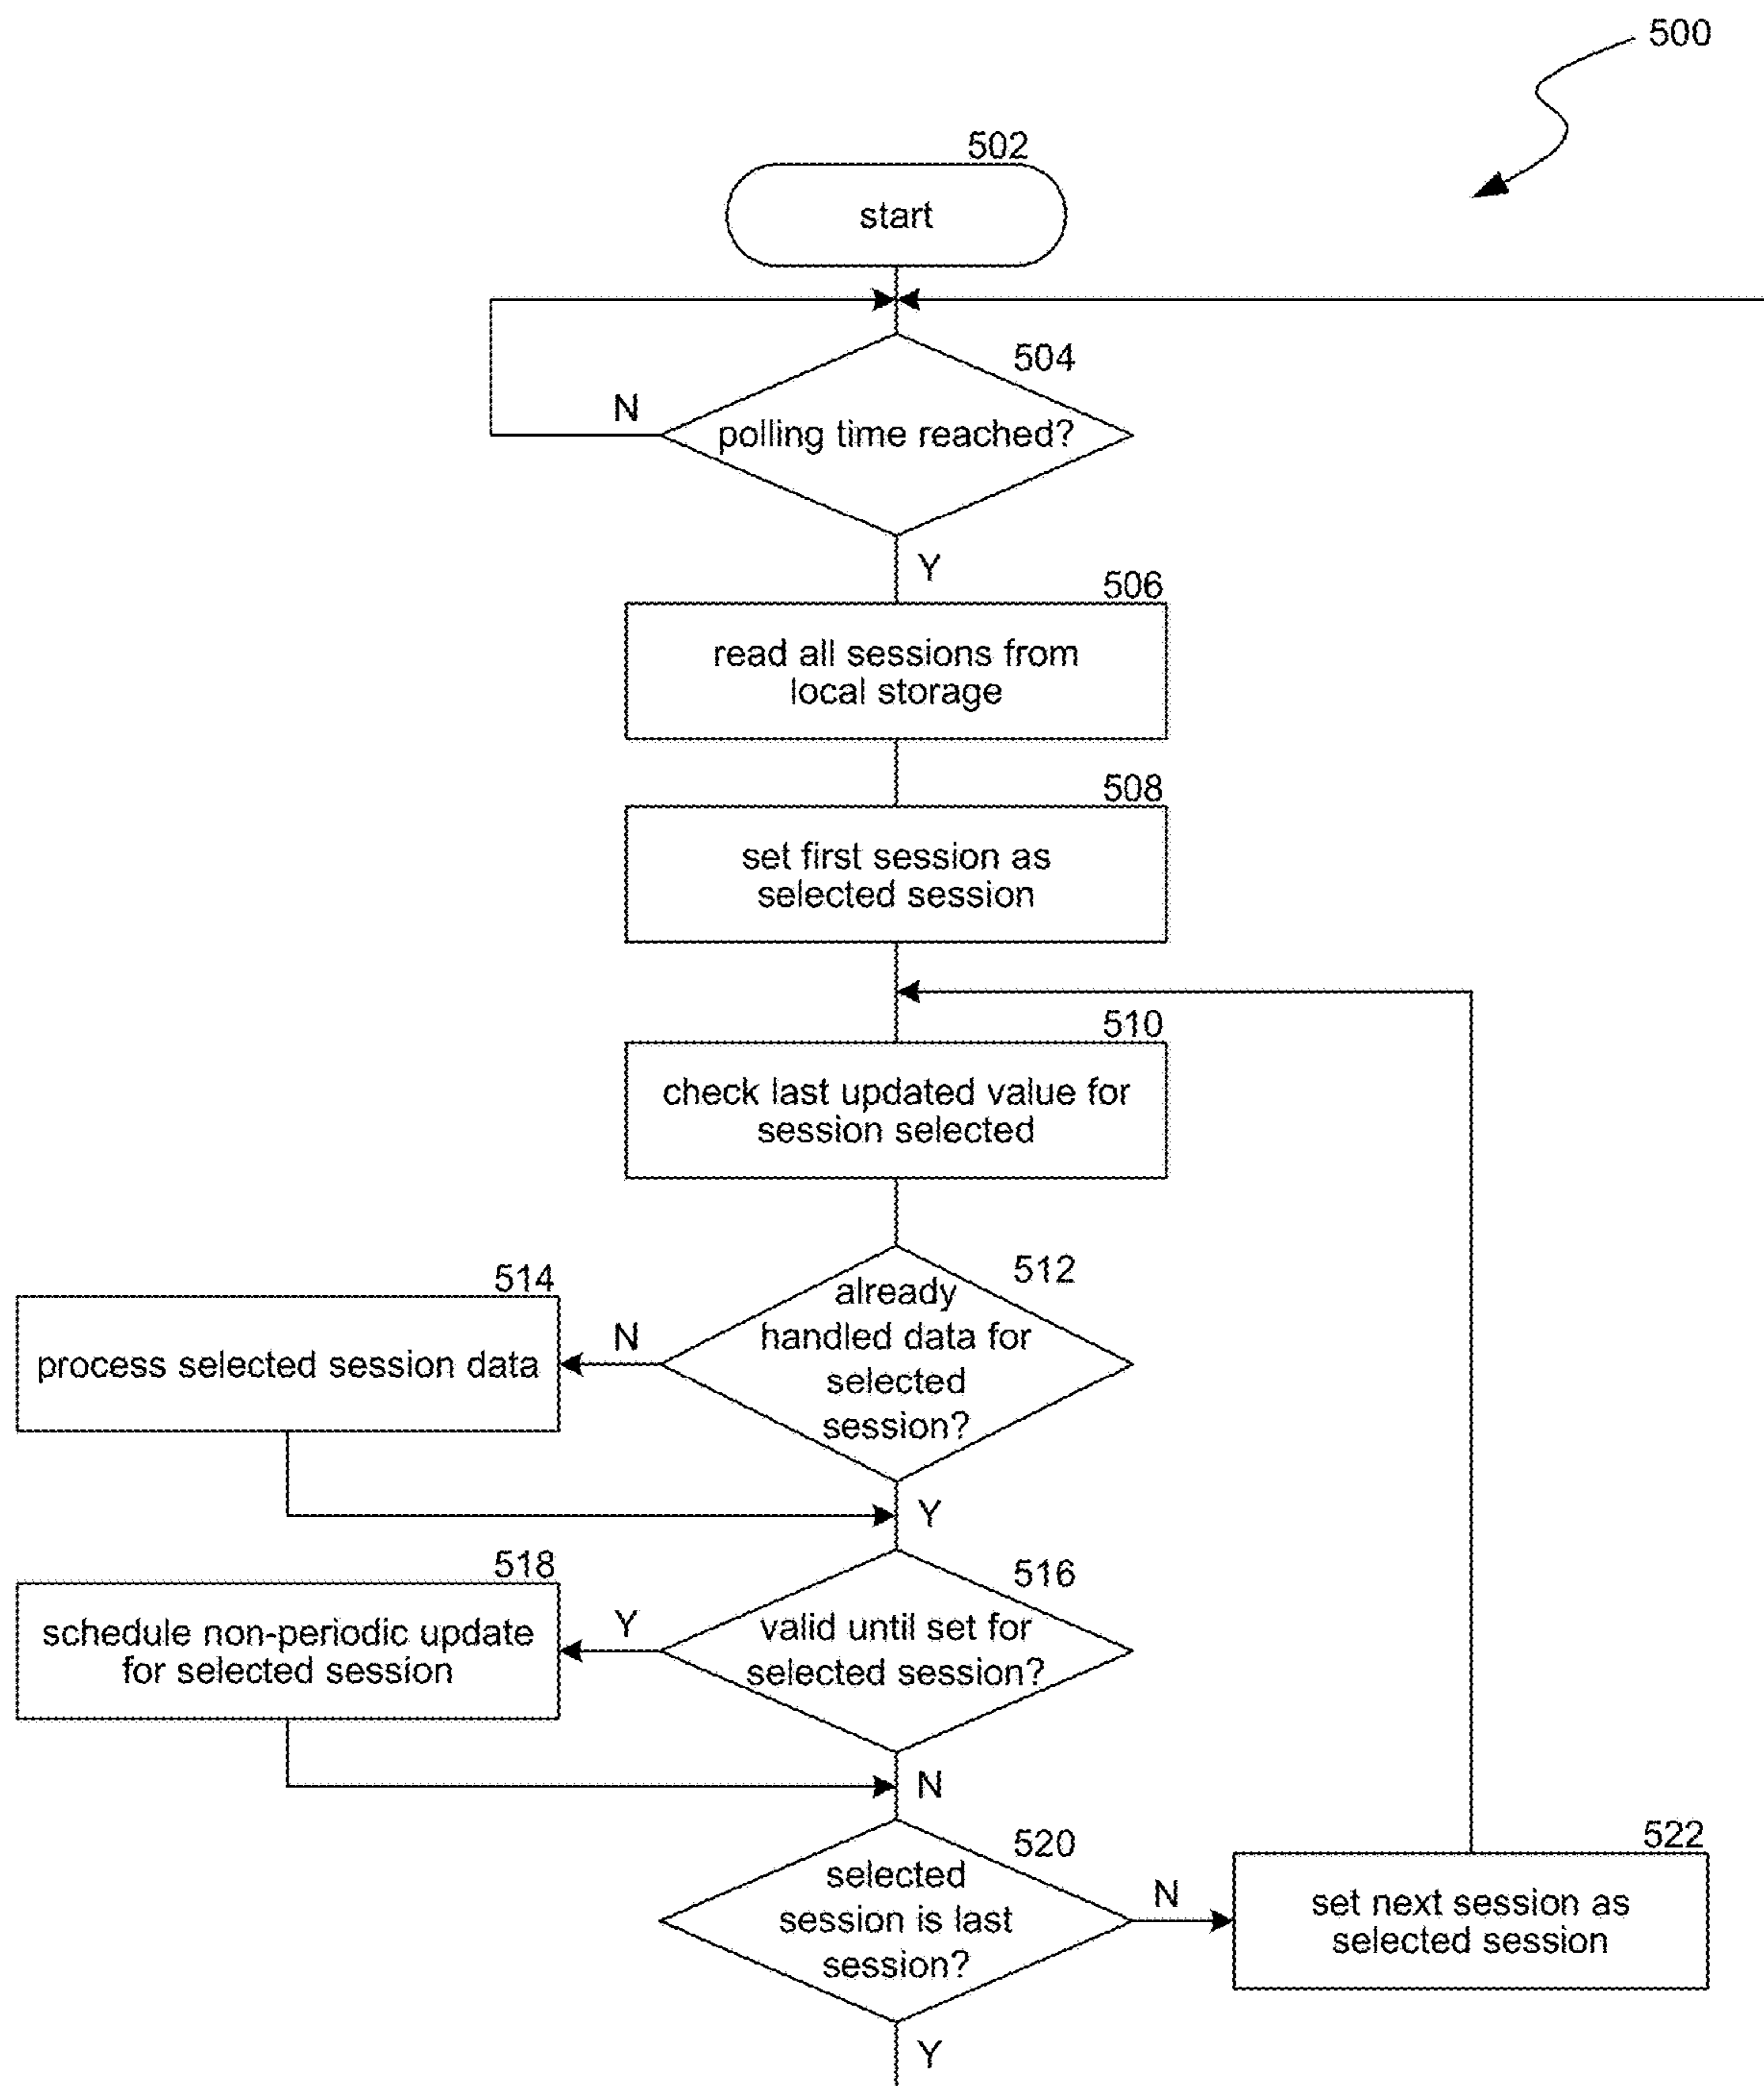 500
502
start
504
N
polling time reached?
Y
506
read all sessions from
local storage
508
set first session as
selected session
510
check last updated value for
session selected
512
already
handled data for
selected
session?
514
N
process selected session data
Y
516
valid until set for
selected session?
518
Y
schedule non-periodic update
for selected session
N
520
selected
session is last
session?
N
522
set next session as
selected session
Y